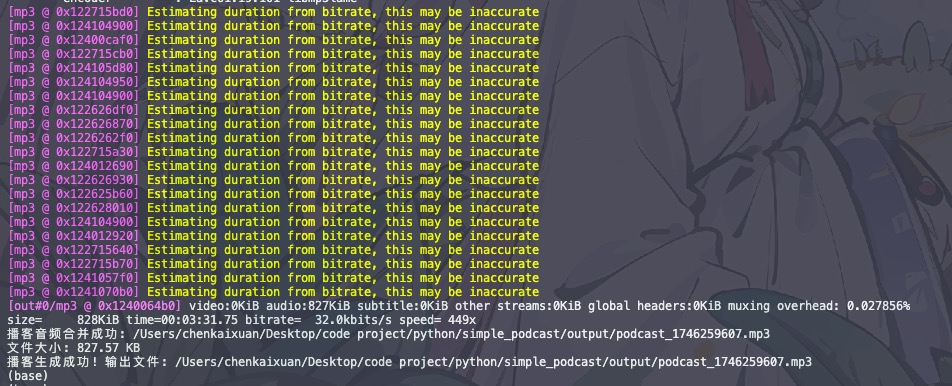 [mp3 @ 0x122715bd0] Estimating duration from bitrate, this may be inaccurate
[mp3 @ 0x124104900] Estimating duration from bitrate, this may be inaccurate
[mp3 @ 0x12400caf0] Estimating duration from bitrate, this may be inaccurate
[mp3 @ 0x122715cb0] Estimating duration from bitrate, this may be inaccurate
[mp3 @ 0x124105d80] Estimating duration from bitrate, this may be inaccurate
[mp3 @ 0x124104950] Estimating duration from bitrate, this may be inaccurate
[mp3 @ 0x124104900] Estimating duration from bitrate, this may be inaccurate
[mp3 @ 0x122626df0] Estimating duration from bitrate, this may be inaccurate
[mp3 @ 0x122626870] Estimating duration from bitrate, this may be inaccurate
[mp3 @ 0x1226262f0] Estimating duration from bitrate, this may be inaccurate
[mp3 @ 0x122715a30] Estimating duration from bitrate, this may be inaccurate
[mp3 @ 0x124012690] Estimating duration from bitrate, this may be inaccurate
[mp3 @ 0x122626930] Estimating duration from bitrate, this may be inaccurate
[mp3 @ 0x122625b60] Estimating duration from bitrate, this may be inaccurate
[mp3 @ 0x122628010] Estimating duration from bitrate, this may be inaccurate
[mp3 @ 0x124104900] Estimating duration from bitrate, this may be inaccurate
[mp3 @ 0x124012920] Estimating duration from bitrate, this may be inaccurate
[mp3 @ 0x122715640] Estimating duration from bitrate, this may be inaccurate
[mp3 @ 0x122715b70] Estimating duration from bitrate, this may be inaccurate
[mp3 @ 0x1241057f0] Estimating duration from bitrate, this may be inaccurate
[mp3 @ 0x1241070b0] Estimating duration from bitrate, this may be inaccurate
[out#0/mp3 @ 0x1240064b0] video:0KiB audio:827KiB subtitle:0KiB other streams:0KiB global headers:0KiB muxing overhead: 0.027856%
size=     828KiB time=00:03:31.75 bitrate=  32.0kbits/s speed= 449x
播客音频合并成功: /Users/chenkaixuan/Desktop/code project/python/simple_podcast/output/podcast_1746259607.mp3
文件大小: 827.57 KB
播客生成成功! 输出文件: /Users/chenkaixuan/Desktop/code project/python/simple_podcast/output/podcast_1746259607.mp3
(base)